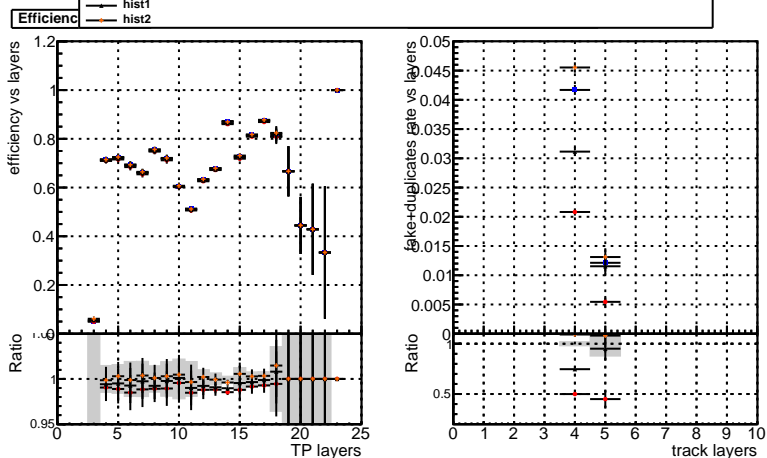 hist1
Efficienc
hist2
efficiency vs layers
1.2
1
0.8
0.6
0.4
0.2
Ratio
1
0.95
0 5 10 15 20 25
TP layers
fake+duplicates rate vs layers
0.05
0.045
0.04
0.035
0.03
0.025
0.02
0.015
0.01
0.005
0
Ratio
1
0.5
0 1 2 3 4 5 6 7 8 9 10
track layers